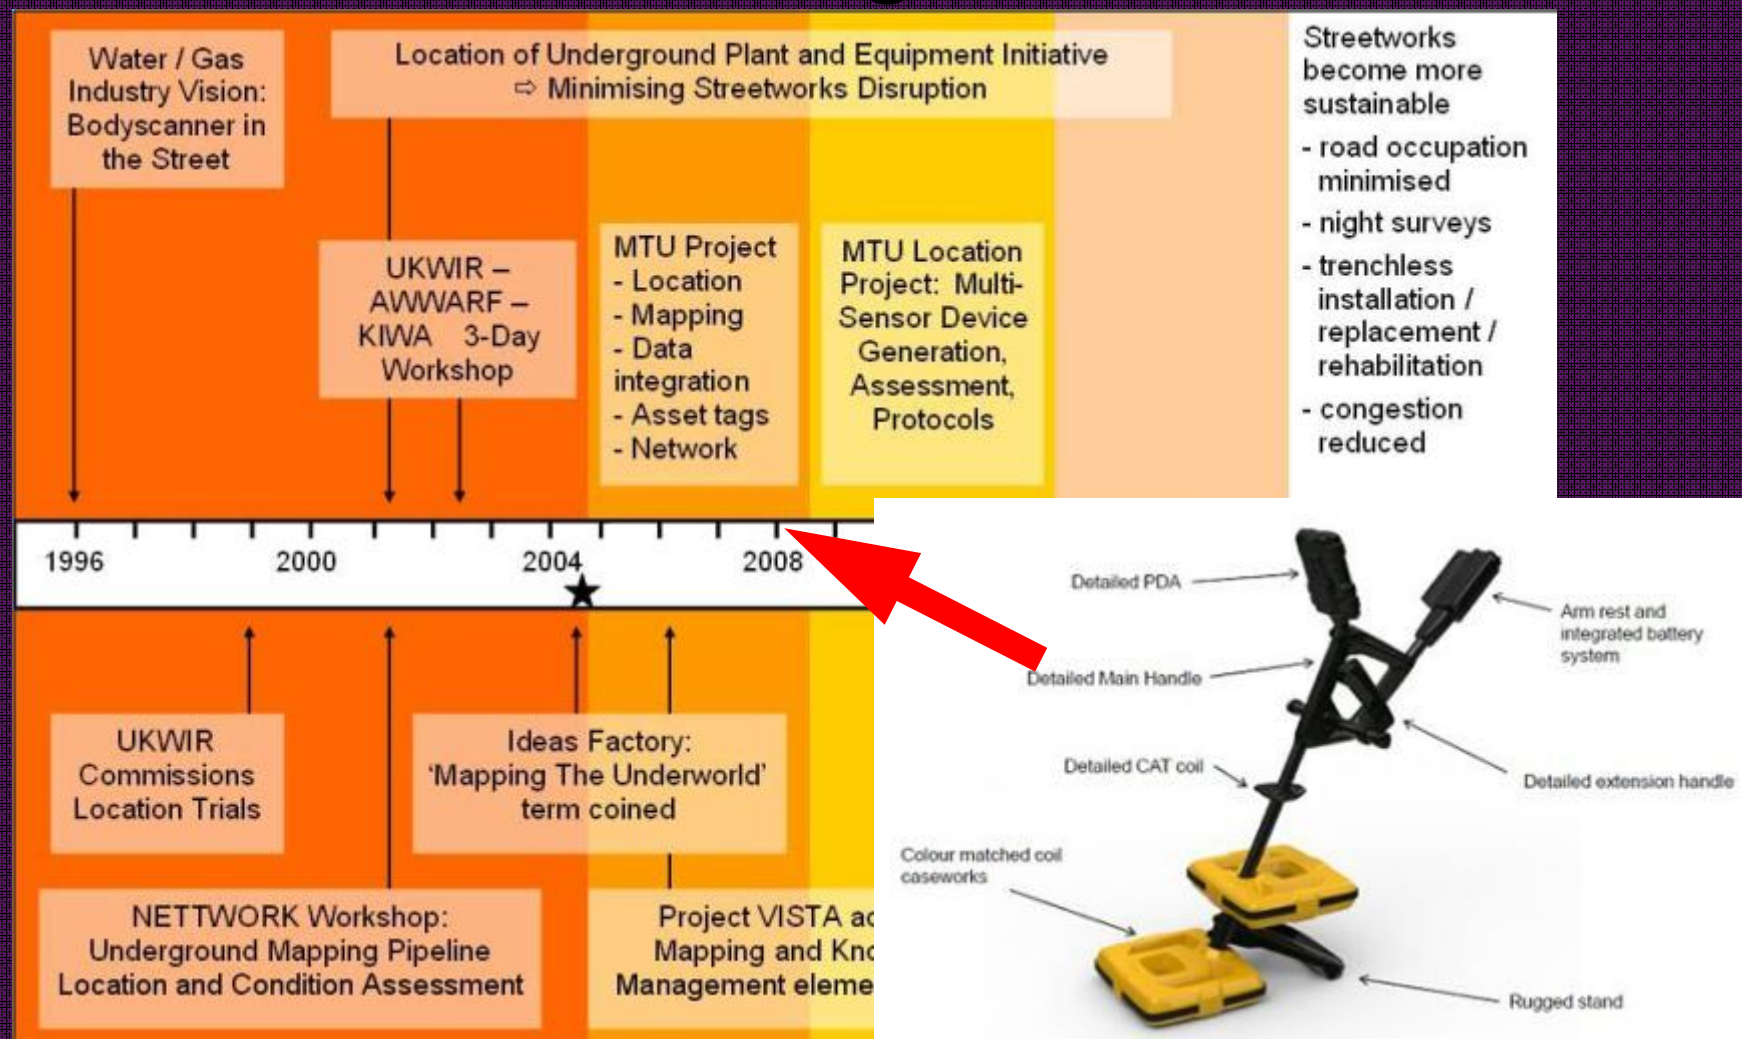 Water / Gas
Industry Vision:
Bodyscanner in
the Street
Location of Underground Plant and Equipment Initiative
⇨ Minimising Streetworks Disruption
UKWIR –
AWWARF –
KIWA 3-Day
Workshop
MTU Project
- Location
- Mapping
- Data
integration
- Asset tags
- Network
MTU Location
Project: Multi-
Sensor Device
Generation,
Assessment,
Protocols
Streetworks
become more
sustainable
- road occupation
minimised
- night surveys
- trenchless
installation /
replacement /
rehabilitation
- congestion
reduced
1996 2000 2004 2008
UKWIR
Commissions
Location Trials
Ideas Factory:
‘Mapping The Underworld’
term coined
NETTWORK Workshop:
Underground Mapping Pipeline
Location and Condition Assessment
Project VISTA
Mapping and
Management
Detailed PDA
Arm rest and
integrated battery
system
Detailed Main Handle
Detailed CAT coil
Detailed extension handle
Colour matched coil
caseworks
Rugged stand